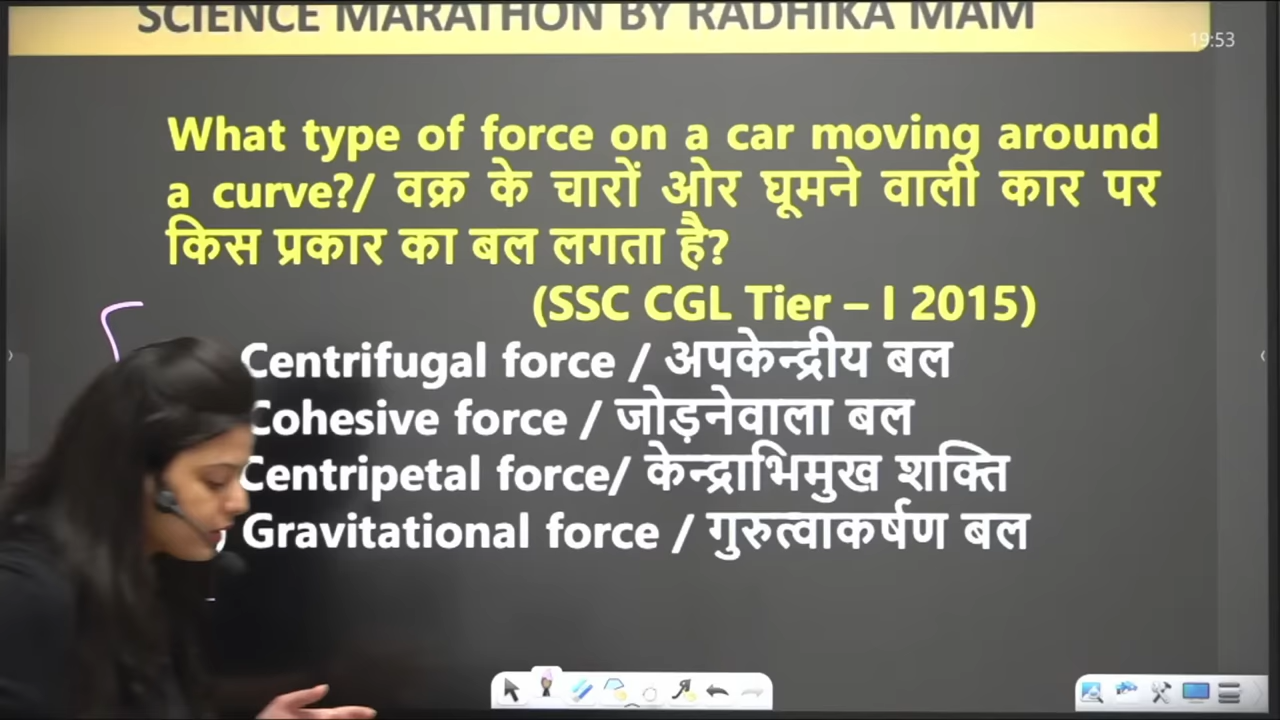 SCIENCE MARATHON BY RADHIKA MAM
19:53
What type of force on a car moving around
a curve?/ वक्र के चारों ओर घूमने वाली कार पर
किस प्रकार का बल लगता है?
(SSC CGL Tier – I 2015)
Centrifugal force / अपकेन्द्रीय बल
Cohesive force / जोड़नेवाला बल
Centripetal force/ केन्द्राभिमुख शक्ति
) Gravitational force / गुरुत्वाकर्षण बल